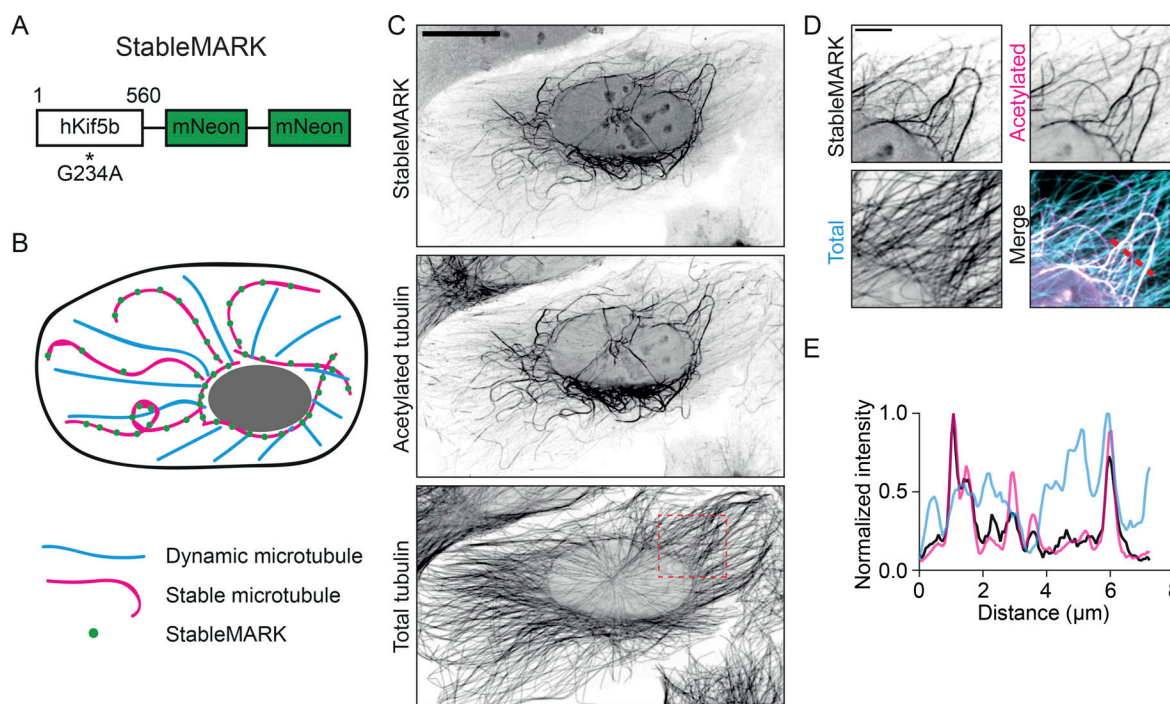 A
StableMARK
1 560
hKif5b mNeon mNeon
*
G234A
B
Dynamic microtubule
Stable microtubule
StableMARK
C
StableMARK
Acetylated tubulin
Total tubulin
D
StableMARK
Acetylated
Total
Merge
E
Normalized intensity
1.0
0.5
0.0
0 2 4 6 8
Distance (µm)